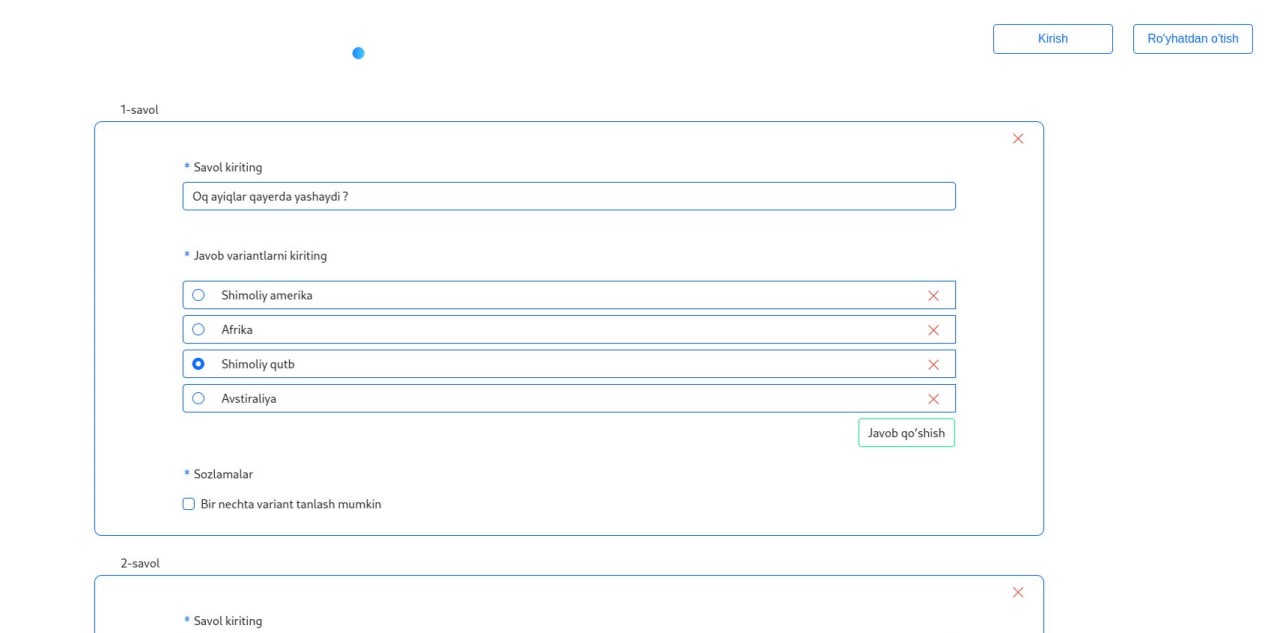 Kirish
Ro'yhatdan o'tish
1-savol
* Savol kiriting
Oq ayiqlar qayerda yashaydi ?
* Javob variantlarni kiriting
Shimoliy amerika
Afrika
Shimoliy qutb
Avstiraliya
Javob qo‘shish
* Sozlamalar
Bir nechta variant tanlash mumkin
2-savol
* Savol kiriting